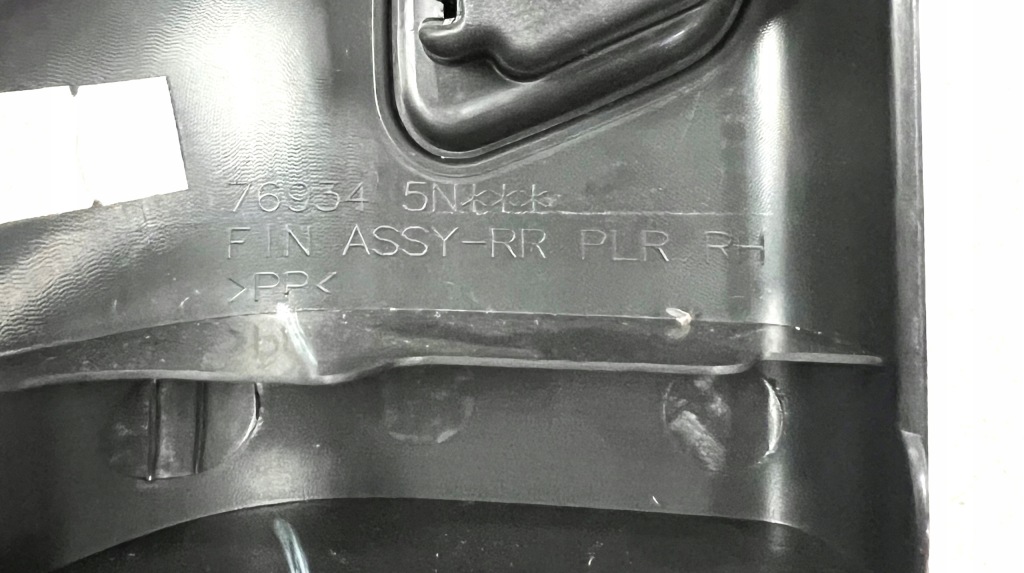 76934 5N***
FIN ASSY-RR PLR RH
>PP<